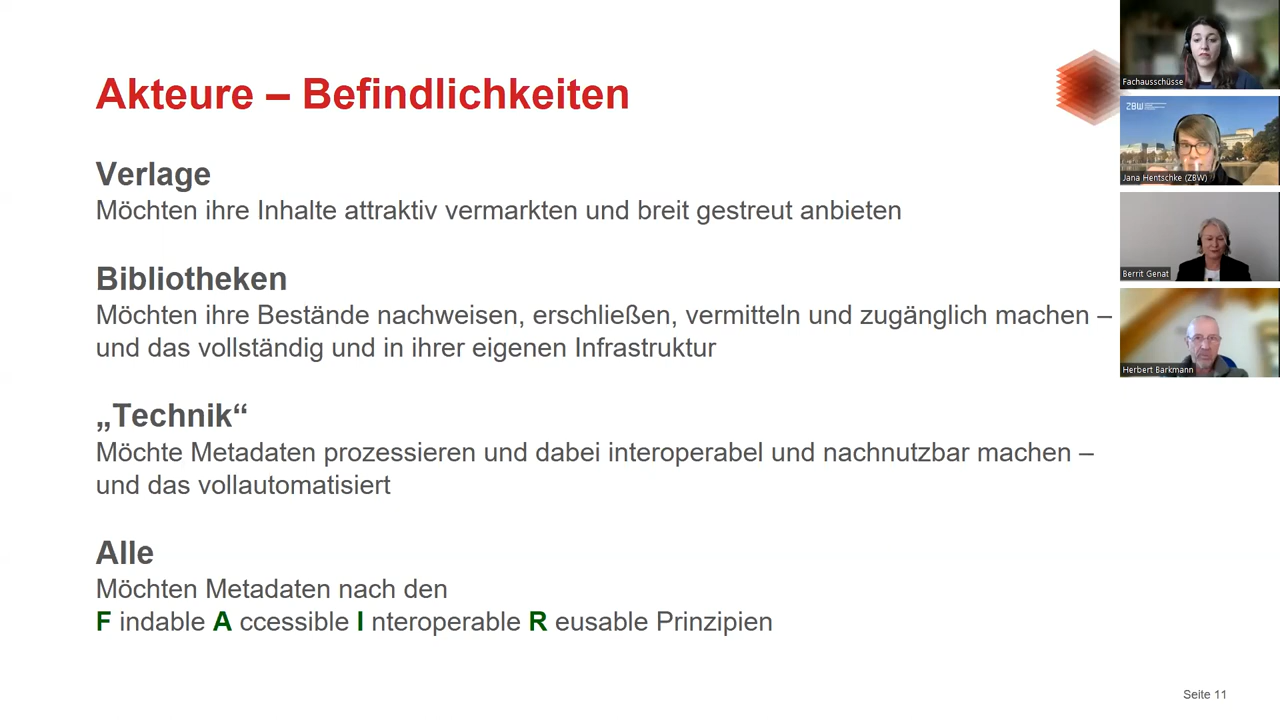 Akteure – Befindlichkeiten
Verlage
Möchten ihre Inhalte attraktiv vermarkten und breit gestreut anbieten
Bibliotheken
Möchten ihre Bestände nachweisen, erschließen, vermitteln und zugänglich machen –
und das vollständig und in ihrer eigenen Infrastruktur
„Technik“
Möchte Metadaten prozessieren und dabei interoperabel und nachnutzbar machen –
und das vollautomatisiert
Alle
Möchten Metadaten nach den
F indable A ccessible I nteroperable R eusable Prinzipien
Seite 11
Fachausschüsse
ZBW
Jana Hentschke (ZBW)
Berrit Genat
Herbert Barkmann